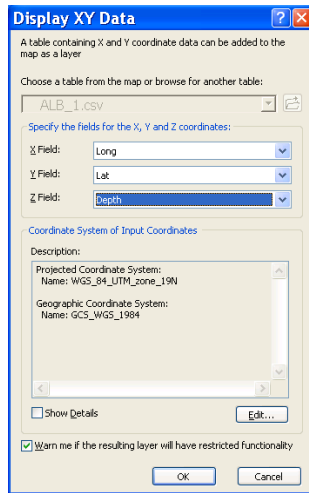 Display XY Data
A table containing X and Y coordinate data can be added to the
map as a layer
Choose a table from the map or browse for another table:
ALB_1.csv
Specify the fields for the X, Y and Z coordinates:
X Field: Long
Y Field: Lat
Z Field: Depth
Coordinate System of Input Coordinates
Description:
Projected Coordinate System:
Name: WGS_84_UTM_zone_19N
Geographic Coordinate System:
Name: GCS_WGS_1984
Show Details Edit...
Warn me if the resulting layer will have restricted functionality
OK Cancel